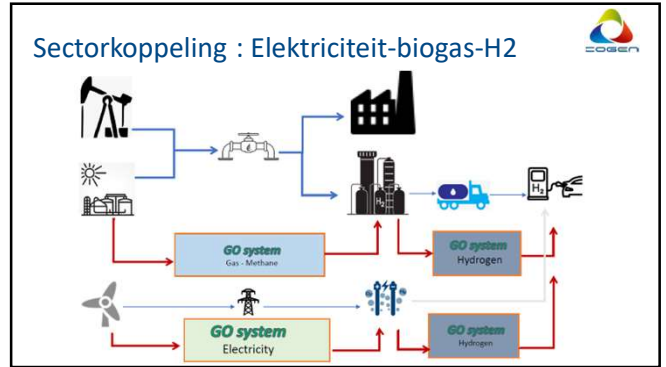 Sectorkoppeling : Elektriciteit-biogas-H2
COGEN
H₂
H₂
GO system
Gas - Methane
GO system
Hydrogen
GO system
Electricity
GO system
Hydrogen